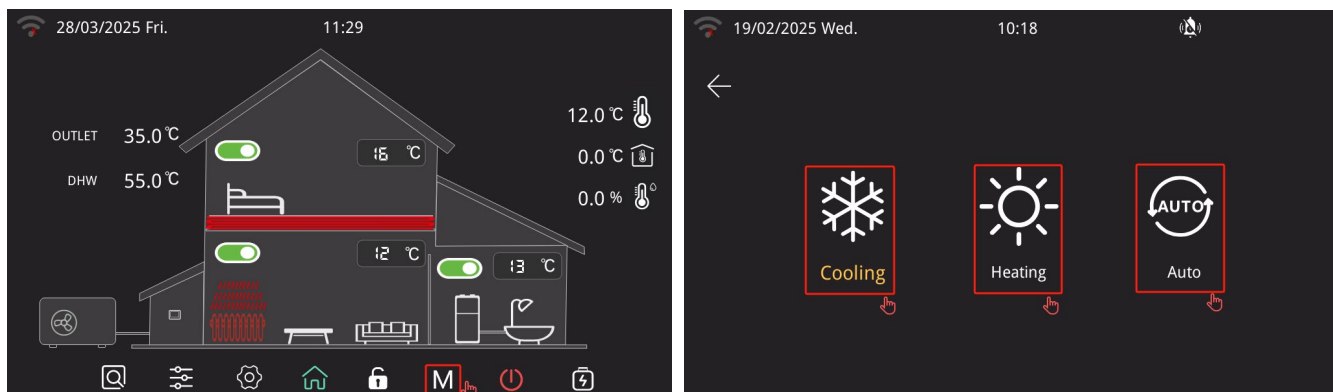 28/03/2025 Fri. 11:29
OUTLET 35.0 ℃
DHW 55.0 ℃
16 ℃
12 ℃
13 ℃
12.0 ℃
0.0 ℃
0.0 %
M
19/02/2025 Wed. 10:18
Cooling
Heating
AUTO
Auto